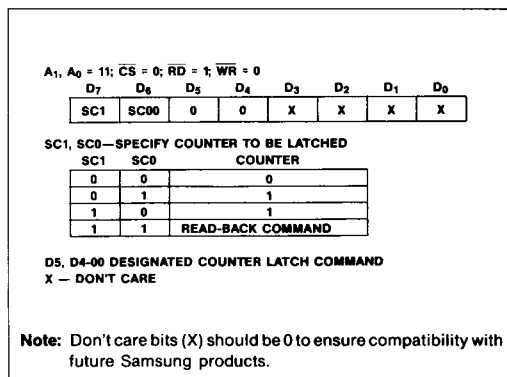 A1, A0 = 11; CS = 0; RD = 1; WR = 0
D7 D6 D5 D4 D3 D2 D1 D0
SC1 SC00 0 0 X X X X
SC1, SC0—SPECIFY COUNTER TO BE LATCHED
SC1 SC0 COUNTER
0 0 0
0 1 1
1 0 1
1 1 READ-BACK COMMAND
D5, D4-00 DESIGNATED COUNTER LATCH COMMAND
X — DON'T CARE
Note: Don't care bits (X) should be 0 to ensure compatibility with
future Samsung products.